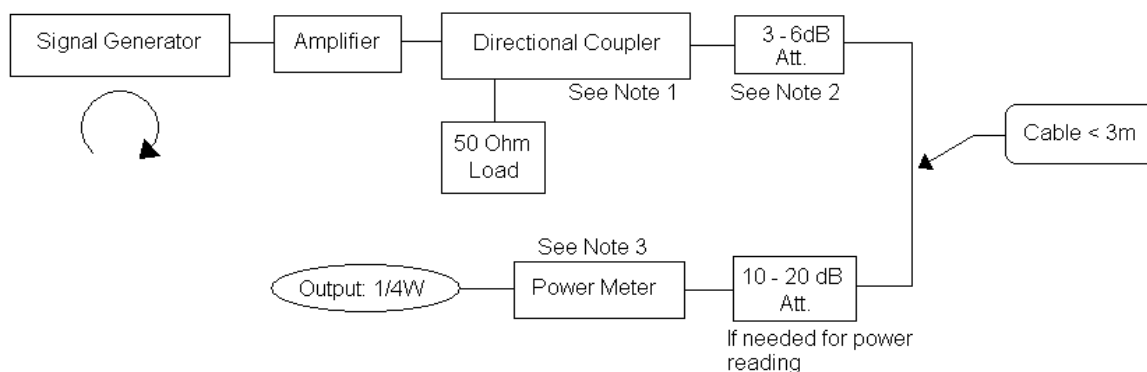 Signal Generator
Amplifier
Directional Coupler
3 - 6dB
Att.
See Note 1
See Note 2
50 Ohm
Load
Cable < 3m
See Note 3
Output: 1/4W
Power Meter
10 - 20 dB
Att.
If needed for power
reading